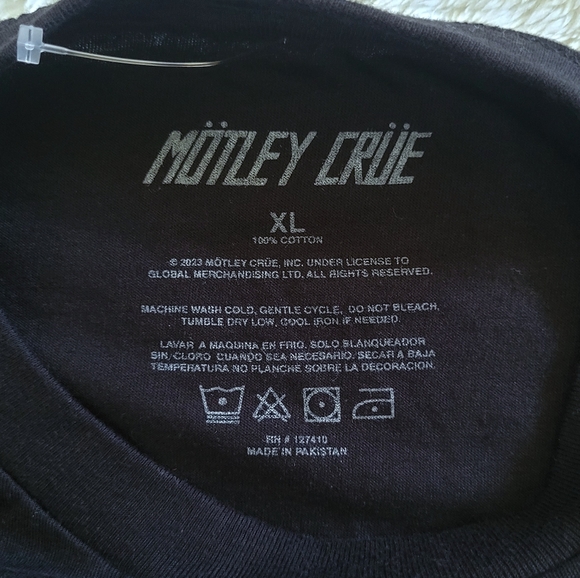 MÖTLEY CRÜE
XL
100% COTTON
© 2023 MÖTLEY CRÜE, INC. UNDER LICENSE TO
GLOBAL MERCHANDISING LTD. ALL RIGHTS RESERVED.
MACHINE WASH COLD, GENTLE CYCLE, DO NOT BLEACH,
TUMBLE DRY LOW, COOL IRON IF NEEDED.
LAVAR A MAQUINA EN FRIO. SOLO BLANQUEADOR
SIN CLORO CUANDO SEA NECESARIO. SECAR A BAJA
TEMPERATURA NO PLANCHE SOBRE LA DECORACION.
RN # 127410
MADE IN PAKISTAN